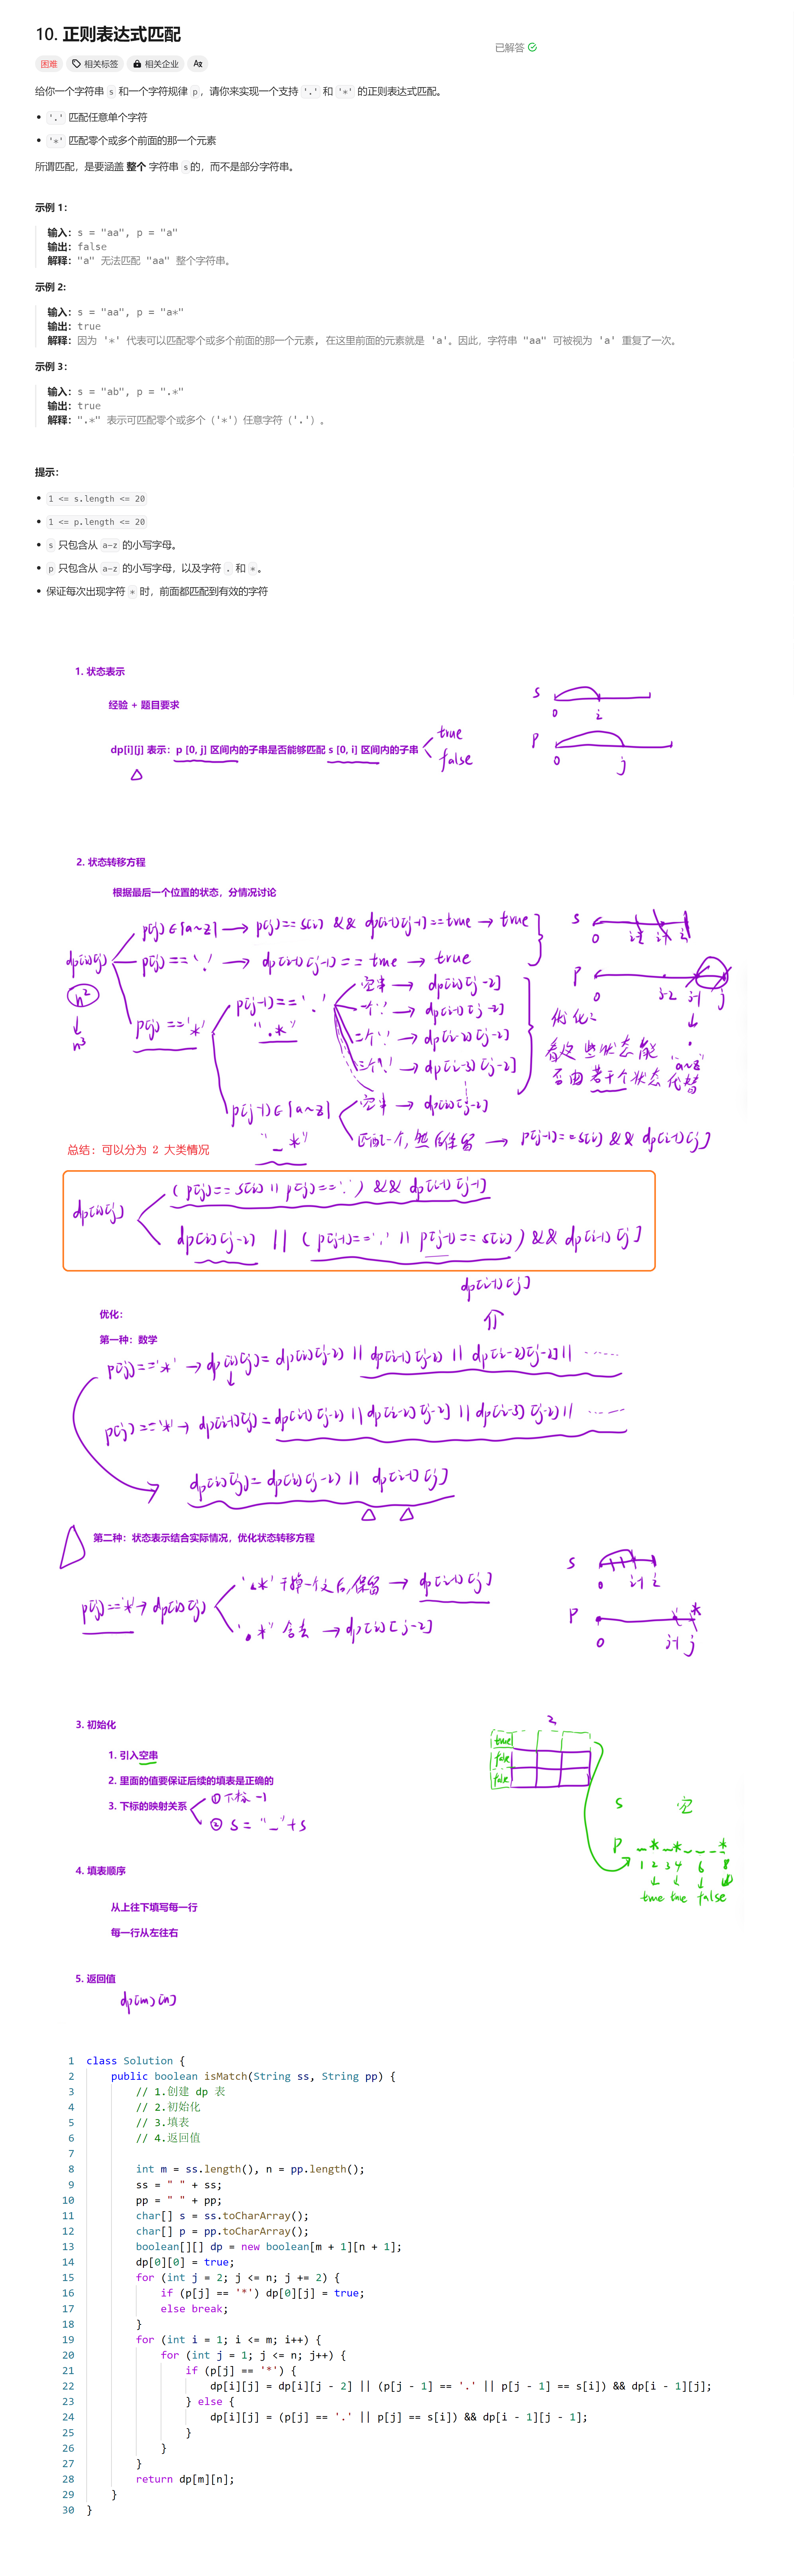 10. 正则表达式匹配
已解答
困难 相关标签 相关企业 Aあ
给你一个字符串 s 和一个字符规律 p，请你来实现一个支持 '.' 和 '*' 的正则表达式匹配。
• '.' 匹配任意单个字符
• '*' 匹配零个或多个前面的那一个元素
所谓匹配，是要涵盖 整个 字符串 s 的，而不是部分字符串。
示例 1：
输入：s = "aa", p = "a"
输出：false
解释："a" 无法匹配 "aa" 整个字符串。
示例 2:
输入：s = "aa", p = "a*"
输出：true
解释：因为 '*' 代表可以匹配零个或多个前面的那一个元素, 在这里前面的元素就是 'a'。因此，字符串 "aa" 可被视为 'a' 重复了一次。
示例 3：
输入：s = "ab", p = ".*"
输出：true
解释：".*" 表示可匹配零个或多个（'*'）任意字符（'.'）。
提示：
• 1 <= s.length <= 20
• 1 <= p.length <= 20
• s 只包含从 a-z 的小写字母。
• p 只包含从 a-z 的小写字母，以及字符 . 和 *。
• 保证每次出现字符 * 时，前面都匹配到有效的字符
1. 状态表示
经验 + 题目要求
s 0 i
dp[i][j] 表示：p [0, j] 区间内的子串是否能够匹配 s [0, i] 区间内的子串
true
false
p 0 j
2. 状态转移方程
根据最后一个位置的状态，分情况讨论
dp[i][j]
n²
↓
n³
p[j]∈[a~z] → p[j]==s[i] && dp[i-1][j-1]==true → true
p[j]=='.' → dp[i-1][j-1]==true → true
p[j]=='*'
p[j-1]=='.'
".*"
空串 → dp[i][j-2]
一个'.' → dp[i-1][j-2]
二个'.' → dp[i-2][j-2]
三个'.' → dp[i-3][j-2]
p[j-1]∈[a~z]
"_*"
空串 → dp[i][j-2]
匹配一个，然后保留 → p[j-1]==s[i] && dp[i-1][j]
s 0 i-2 i-1 i
p 0 j-2 j-1 j
"a~z"
优化：
看这些状态能
否由若干个状态代替
总结：可以分为 2 大类情况
dp[i][j]
(p[j]==s[i] || p[j]=='.') && dp[i-1][j-1]
dp[i][j-2] || (p[j-1]=='.' || p[j-1]==s[i]) && dp[i-1][j]
dp[i-1][j]
优化：
第一种：数学
p[j]=='*' → dp[i][j]= dp[i][j-2] || dp[i-1][j-2] || dp[i-2][j-2] || ······
p[j]=='*' → dp[i-1][j]= dp[i-1][j-2] || dp[i-2][j-2] || dp[i-3][j-2] || ······
dp[i][j]= dp[i][j-2] || dp[i-1][j]
第二种：状态表示结合实际情况，优化状态转移方程
p[j]=='*' → dp[i][j]
'.*' 干掉一个之后，保留 → dp[i-1][j]
'.*' 舍去 → dp[i][j-2]
s 0 i-1 i
p 0 j-1 j
3. 初始化
1. 引入空串
2. 里面的值要保证后续的填表是正确的
3. 下标的映射关系
① 下标 -1
② s = "_" + s
2
true
false
false
s 空
p _*_*_ _ _*
1 2 3 4 6 8
true true false
4. 填表顺序
从上往下填写每一行
每一行从左往右
5. 返回值
dp[m][n]
1 class Solution {
2 public boolean isMatch(String ss, String pp) {
3 // 1.创建 dp 表
4 // 2.初始化
5 // 3.填表
6 // 4.返回值
7
8 int m = ss.length(), n = pp.length();
9 ss = " " + ss;
10 pp = " " + pp;
11 char[] s = ss.toCharArray();
12 char[] p = pp.toCharArray();
13 boolean[][] dp = new boolean[m + 1][n + 1];
14 dp[0][0] = true;
15 for (int j = 2; j <= n; j += 2) {
16 if (p[j] == '*') dp[0][j] = true;
17 else break;
18 }
19 for (int i = 1; i <= m; i++) {
20 for (int j = 1; j <= n; j++) {
21 if (p[j] == '*') {
22 dp[i][j] = dp[i][j - 2] || (p[j - 1] == '.' || p[j - 1] == s[i]) && dp[i - 1][j];
23 } else {
24 dp[i][j] = (p[j] == '.' || p[j] == s[i]) && dp[i - 1][j - 1];
25 }
26 }
27 }
28 return dp[m][n];
29 }
30 }